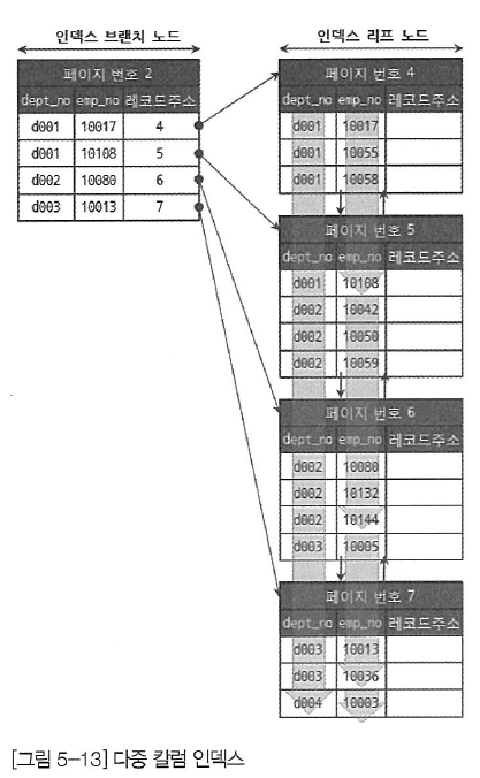 인덱스 브랜치 노드
페이지 번호 2
dept_no emp_no 레코드주소
d001 10017 4
d001 10108 5
d002 10080 6
d003 10013 7
인덱스 리프 노드
페이지 번호 4
dept_no emp_no 레코드주소
d001 10017
d001 10055
d001 10058
페이지 번호 5
dept_no emp_no 레코드주소
d001 10108
d002 10042
d002 10050
d002 10059
페이지 번호 6
dept_no emp_no 레코드주소
d002 10080
d002 10132
d002 10144
d003 10005
페이지 번호 7
dept_no emp_no 레코드주소
d003 10013
d003 10036
d004 10003
[그림 5-13] 다중 칼럼 인덱스